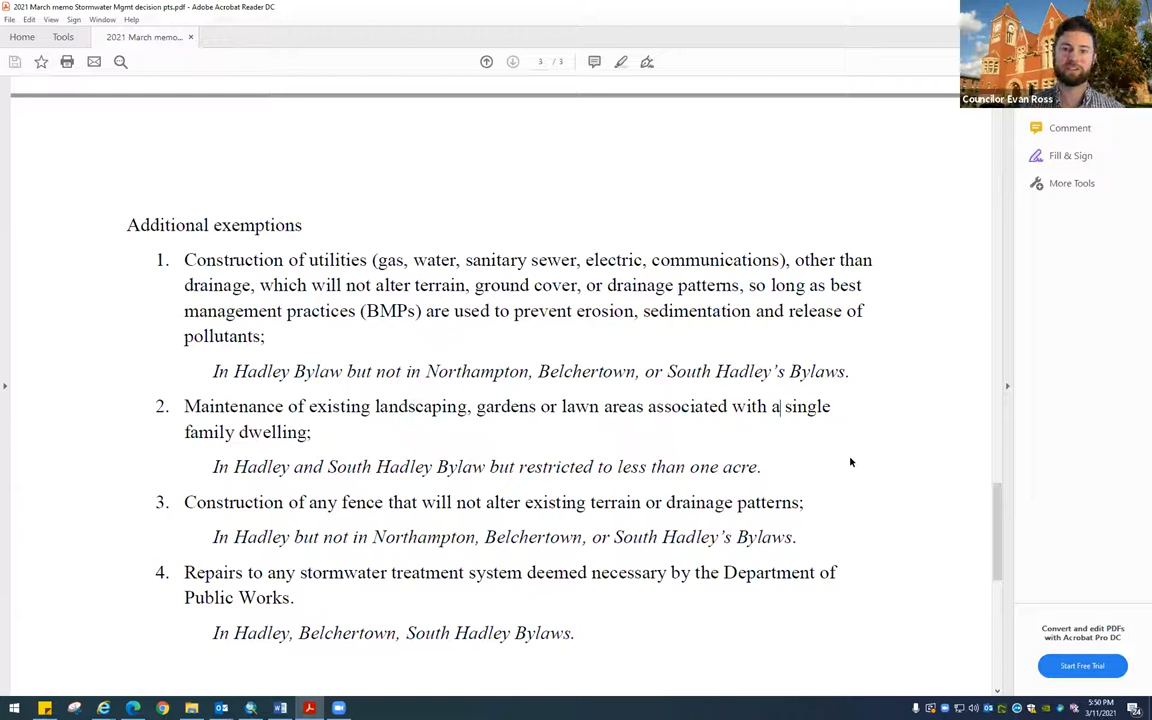 2021 March memo Stormwater Mgmt decision pts.pdf - Adobe Acrobat Reader DC
File Edit View Sign Window Help
Home Tools 2021 March memo... ×
3 / 3
Councilor Evan Ross
Comment
Fill & Sign
More Tools
Additional exemptions
1. Construction of utilities (gas, water, sanitary sewer, electric, communications), other than
drainage, which will not alter terrain, ground cover, or drainage patterns, so long as best
management practices (BMPs) are used to prevent erosion, sedimentation and release of
pollutants;
In Hadley Bylaw but not in Northampton, Belchertown, or South Hadley's Bylaws.
2. Maintenance of existing landscaping, gardens or lawn areas associated with a single
family dwelling;
In Hadley and South Hadley Bylaw but restricted to less than one acre.
3. Construction of any fence that will not alter existing terrain or drainage patterns;
In Hadley but not in Northampton, Belchertown, or South Hadley's Bylaws.
4. Repairs to any stormwater treatment system deemed necessary by the Department of
Public Works.
In Hadley, Belchertown, South Hadley Bylaws.
Convert and edit PDFs
with Acrobat Pro DC
Start Free Trial
5:50 PM
3/11/2021
24